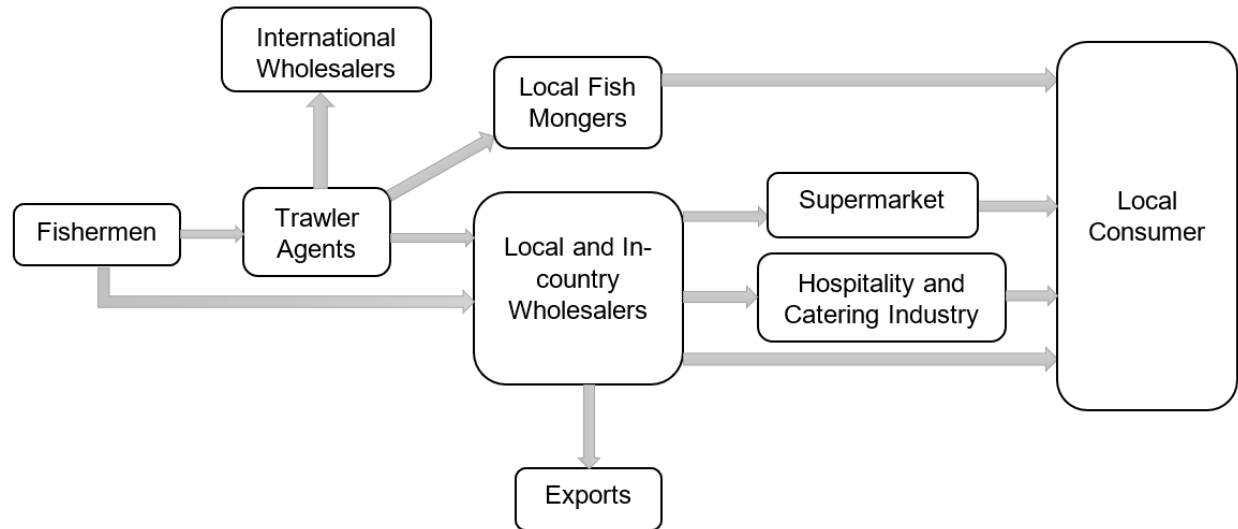 International
Wholesalers
Local Fish
Mongers
Supermarket
Local
Consumer
Fishermen
Trawler
Agents
Local and In-
country
Wholesalers
Hospitality and
Catering Industry
Exports